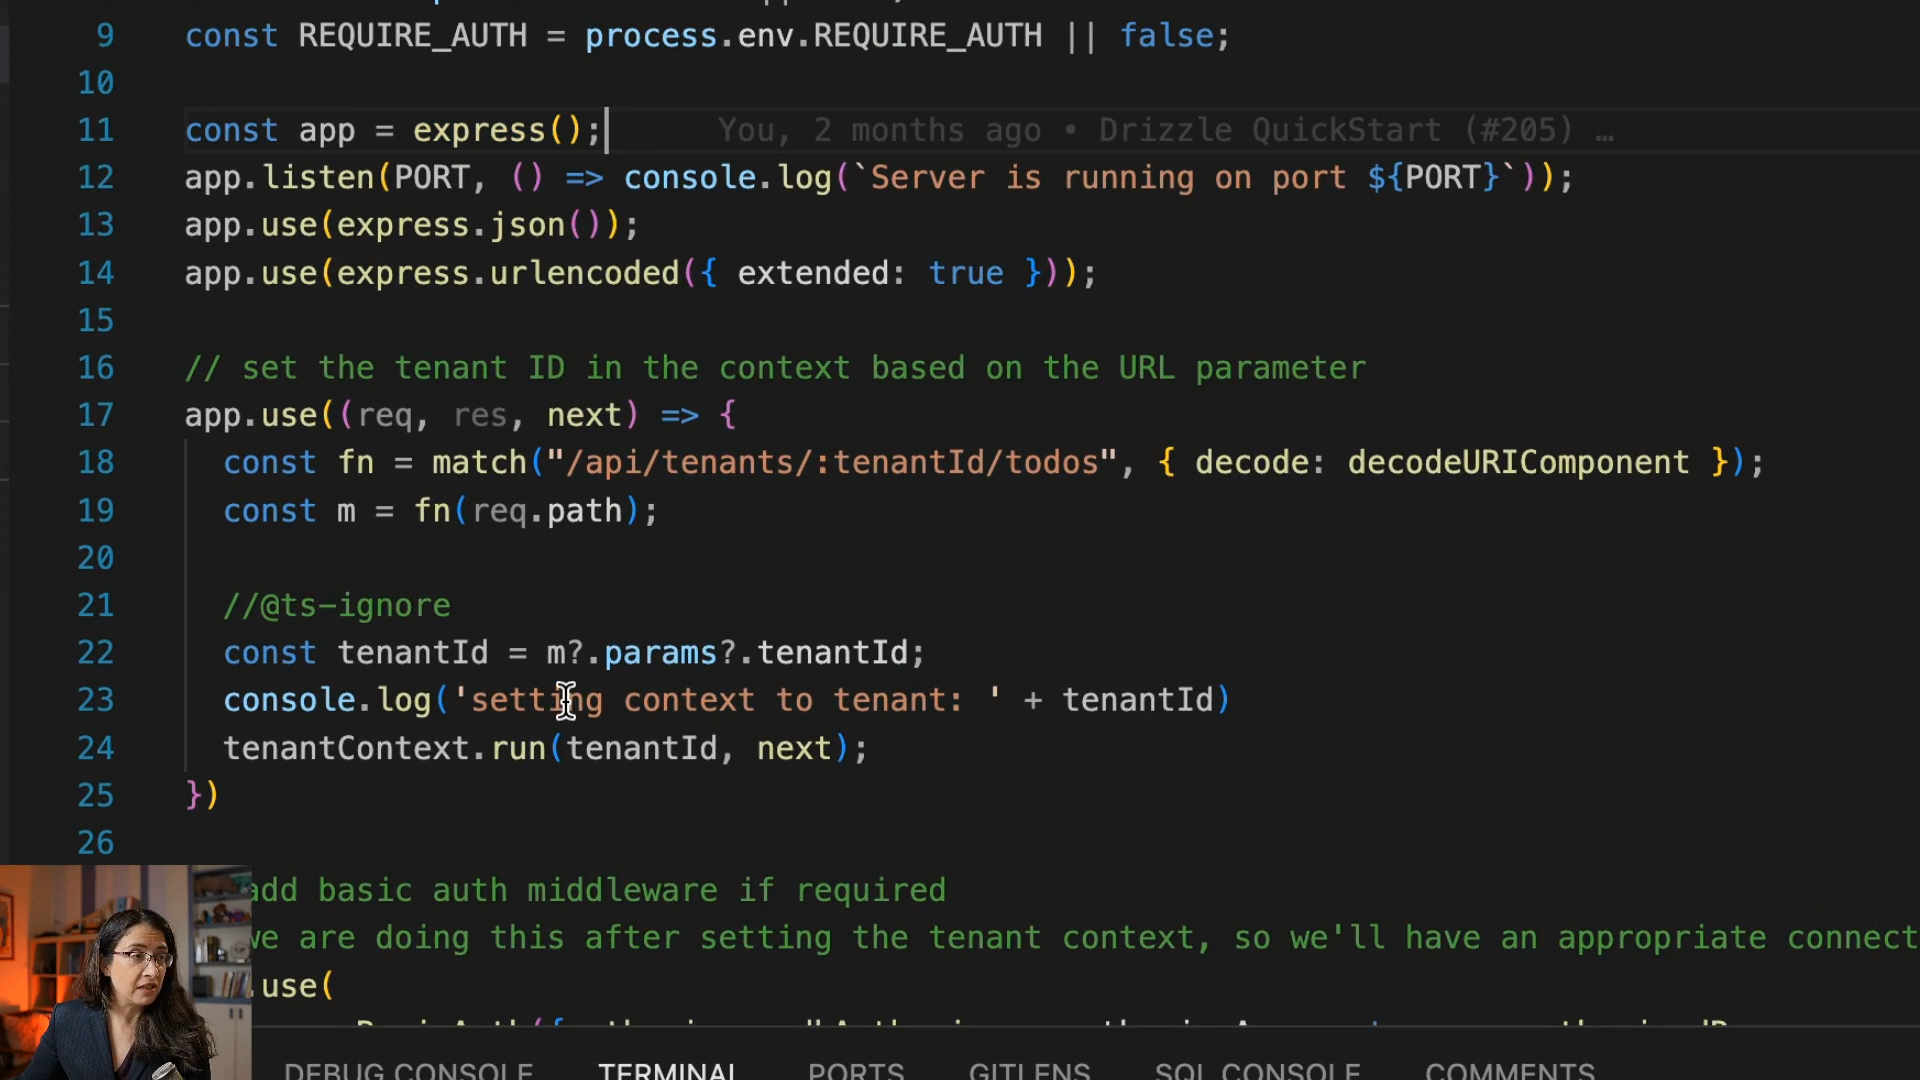 9 const REQUIRE_AUTH = process.env.REQUIRE_AUTH || false;
10
11 const app = express(); You, 2 months ago • Drizzle QuickStart (#205) …
12 app.listen(PORT, () => console.log(`Server is running on port ${PORT}`));
13 app.use(express.json());
14 app.use(express.urlencoded({ extended: true }));
15
16 // set the tenant ID in the context based on the URL parameter
17 app.use((req, res, next) => {
18 const fn = match("/api/tenants/:tenantId/todos", { decode: decodeURIComponent });
19 const m = fn(req.path);
20
21 //@ts-ignore
22 const tenantId = m?.params?.tenantId;
23 console.log('setting context to tenant: ' + tenantId)
24 tenantContext.run(tenantId, next);
25 })
26
add basic auth middleware if required
we are doing this after setting the tenant context, so we'll have an appropriate connect
.use(
DEBUG CONSOLE TERMINAL PORTS GITLENS SQL CONSOLE COMMENTS